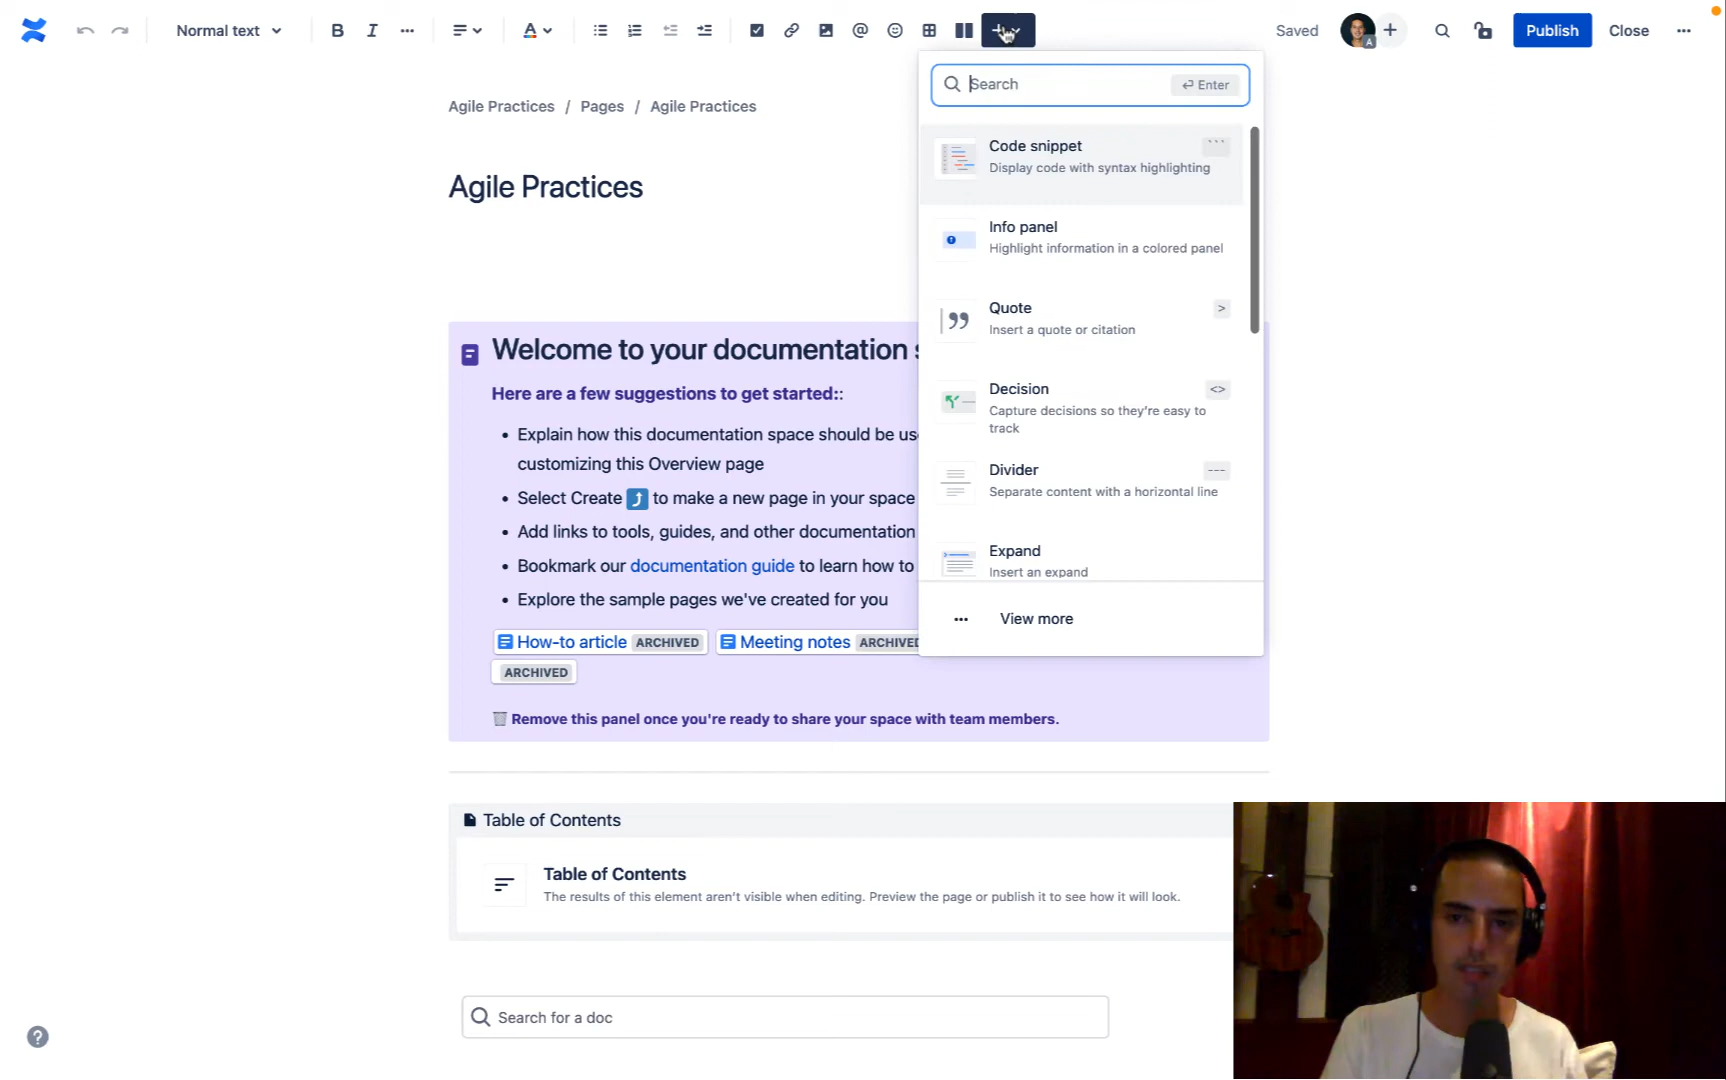 Normal text
B
I
A
@
Saved
A
Publish
Close
Search
Enter
Agile Practices / Pages / Agile Practices
Agile Practices
Code snippet ```
Display code with syntax highlighting
Info panel
Highlight information in a colored panel
Quote >
Insert a quote or citation
Decision <>
Capture decisions so they're easy to
track
Divider ---
Separate content with a horizontal line
Expand
Insert an expand
View more
Welcome to your documentation
Here are a few suggestions to get started::
Explain how this documentation space should be
customizing this Overview page
Select Create to make a new page in your space
Add links to tools, guides, and other documentation
Bookmark our documentation guide to learn how to
Explore the sample pages we've created for you
How-to article ARCHIVED Meeting notes ARCHIVED
ARCHIVED
Remove this panel once you're ready to share your space with team members.
Table of Contents
Table of Contents
The results of this element aren't visible when editing. Preview the page or publish it to see how it will look.
Search for a doc
?